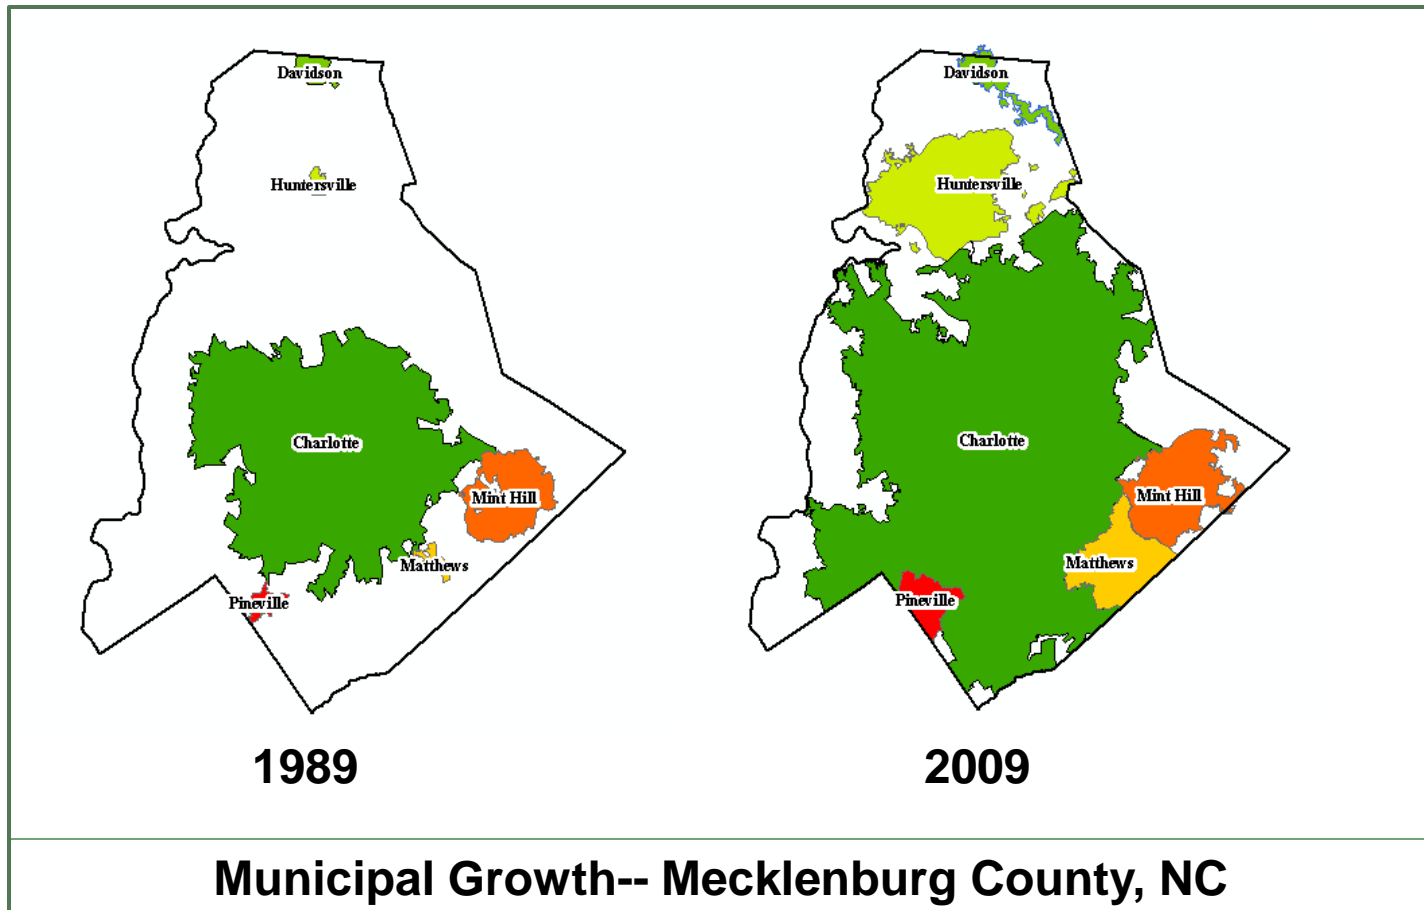 Davidson
Huntersville
Charlotte
Mint Hill
Matthews
Pineville
1989
Davidson
Huntersville
Charlotte
Mint Hill
Matthews
Pineville
2009
Municipal Growth-- Mecklenburg County, NC